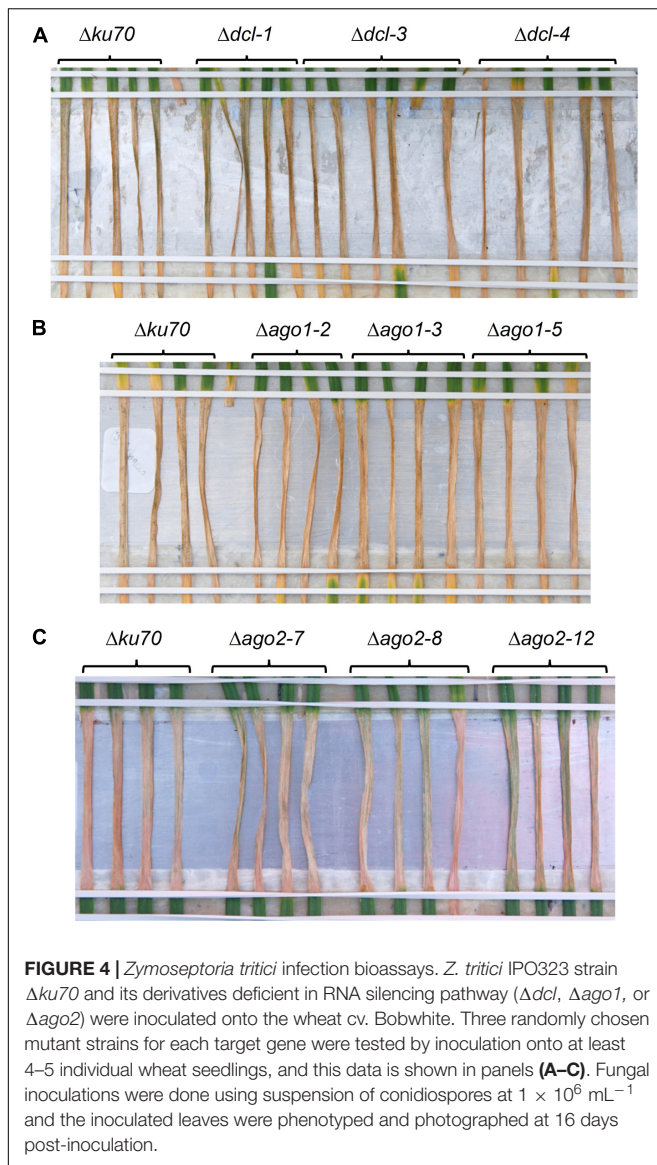 A
Δku70 Δdcl-1 Δdcl-3 Δdcl-4
B
Δku70 Δago1-2 Δago1-3 Δago1-5
C
Δku70 Δago2-7 Δago2-8 Δago2-12
FIGURE 4 | Zymoseptoria tritici infection bioassays. Z. tritici IPO323 strain
Δku70 and its derivatives deficient in RNA silencing pathway (Δdcl, Δago1, or
Δago2) were inoculated onto the wheat cv. Bobwhite. Three randomly chosen
mutant strains for each target gene were tested by inoculation onto at least
4–5 individual wheat seedlings, and this data is shown in panels (A–C). Fungal
inoculations were done using suspension of conidiospores at 1 × 10⁶ mL⁻¹
and the inoculated leaves were phenotyped and photographed at 16 days
post-inoculation.